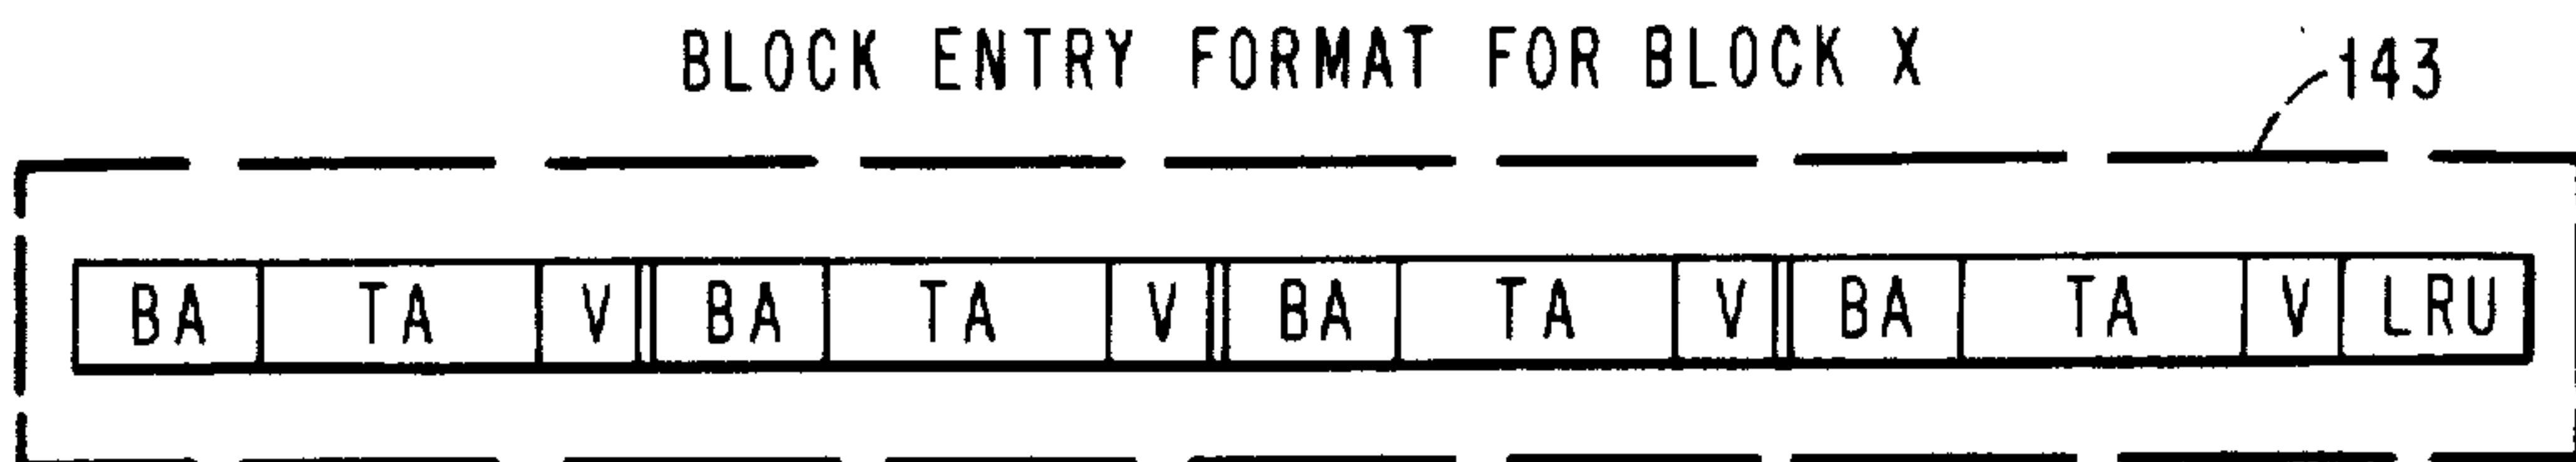 BLOCK ENTRY FORMAT FOR BLOCK X
143
BA TA V BA TA V BA TA V BA TA V LRU